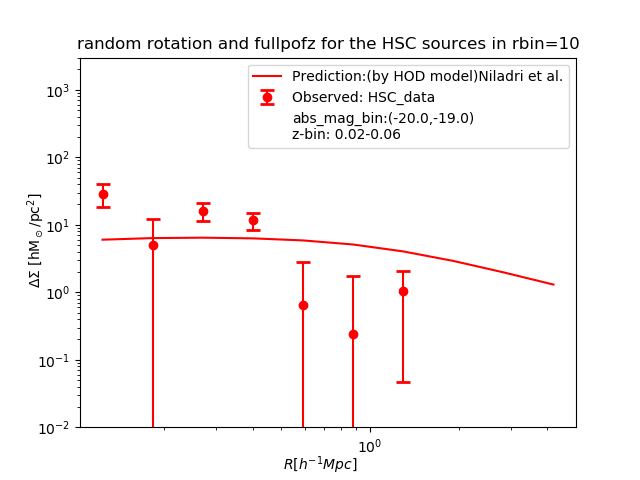 random rotation and fullpofz for the HSC sources in rbin=10
Prediction:(by HOD model)Niladri et al.
Observed: HSC_data
abs_mag_bin:(-20.0,-19.0)
z-bin: 0.02-0.06
ΔΣ [hM⊙/pc²]
10³
10²
10¹
10⁰
10⁻¹
10⁻²
10⁰
R[h⁻¹Mpc]